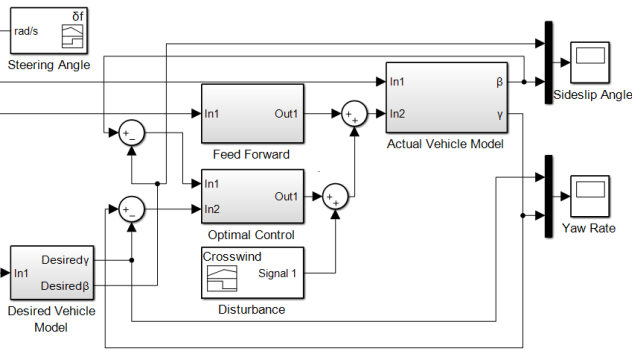 δf
rad/s
Steering Angle
In1
β
In2
γ
Actual Vehicle Model
Sideslip Angle
In1
Out1
Feed Forward
+
−
+
+
In1
Out1
In2
Optimal Control
+
−
+
+
Yaw Rate
Crosswind
Signal 1
Disturbance
Desiredγ
In1
Desiredβ
Desired Vehicle
Model